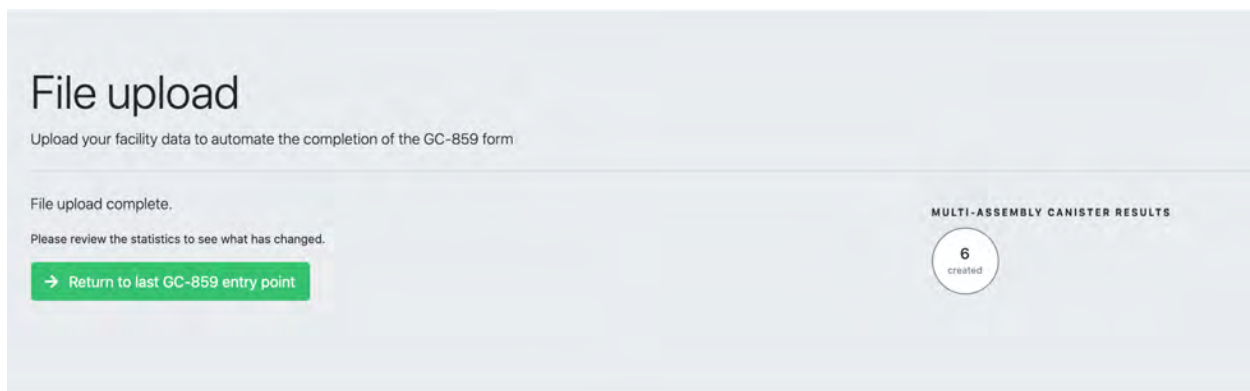 File upload
Upload your facility data to automate the completion of the GC-859 form
File upload complete.
Please review the statistics to see what has changed.
→ Return to last GC-859 entry point
MULTI-ASSEMBLY CANISTER RESULTS
6
created